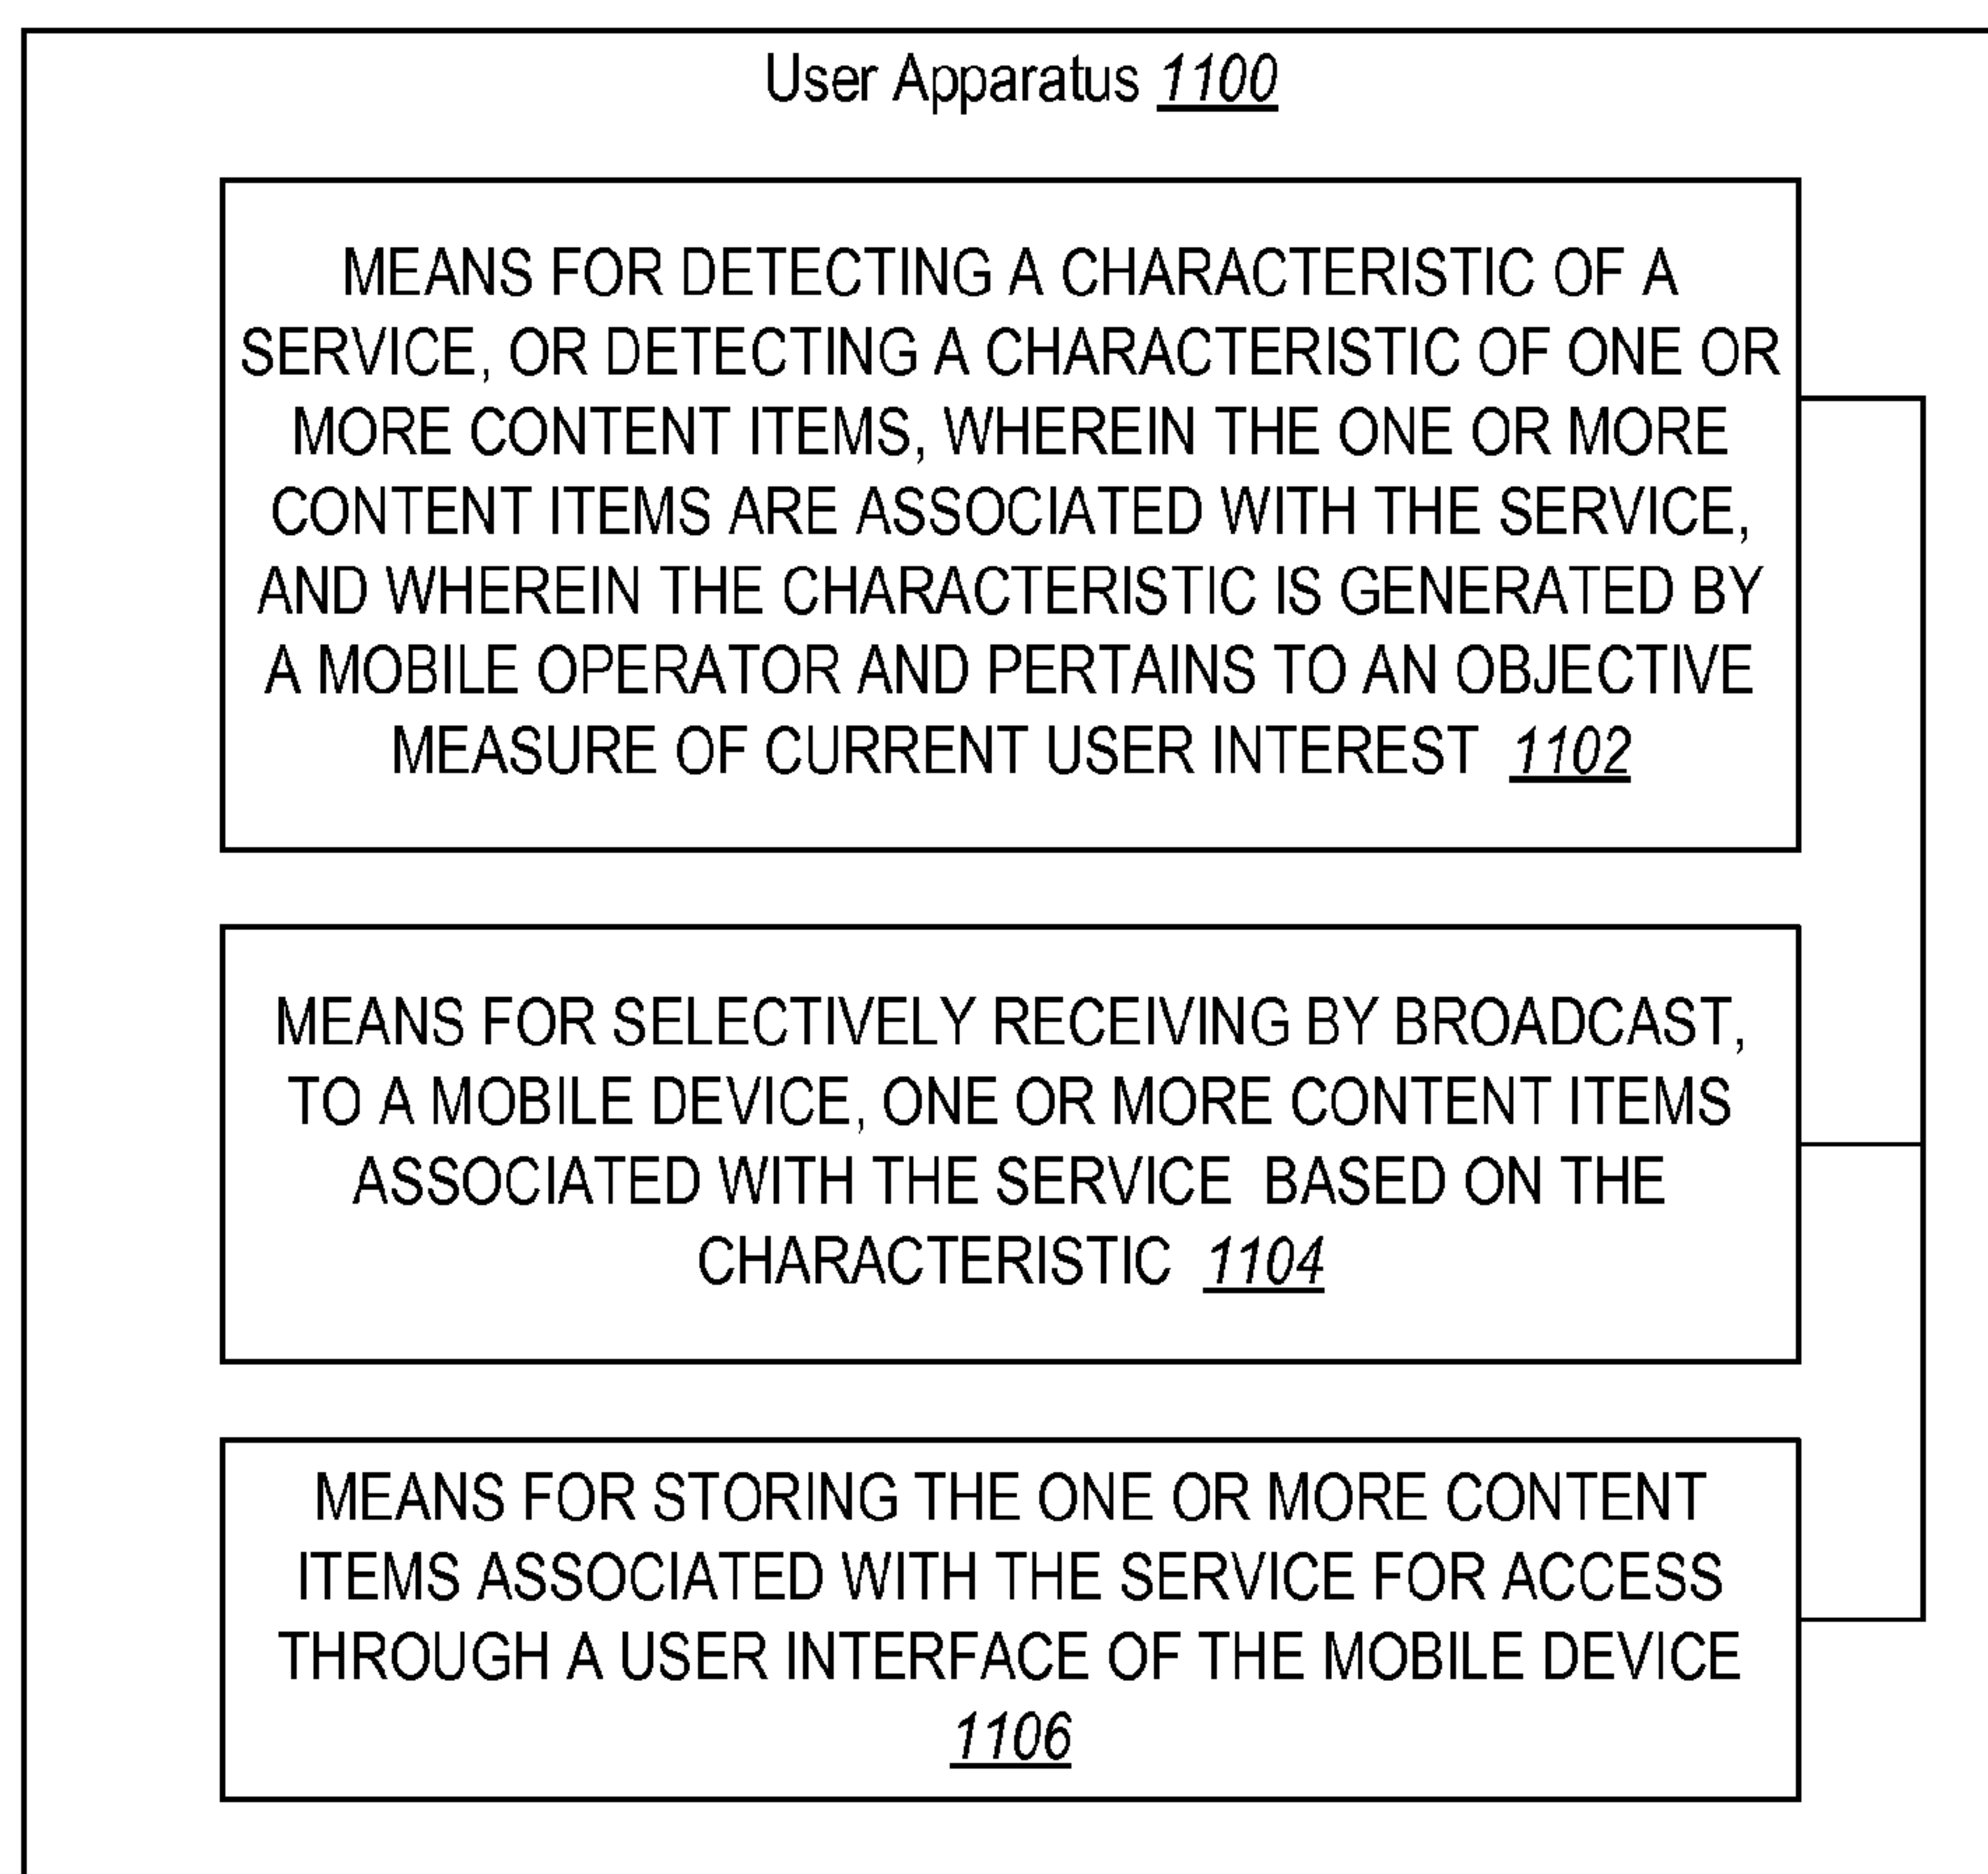 User Apparatus 1100
MEANS FOR DETECTING A CHARACTERISTIC OF A
SERVICE, OR DETECTING A CHARACTERISTIC OF ONE OR
MORE CONTENT ITEMS, WHEREIN THE ONE OR MORE
CONTENT ITEMS ARE ASSOCIATED WITH THE SERVICE,
AND WHEREIN THE CHARACTERISTIC IS GENERATED BY
A MOBILE OPERATOR AND PERTAINS TO AN OBJECTIVE
MEASURE OF CURRENT USER INTEREST 1102
MEANS FOR SELECTIVELY RECEIVING BY BROADCAST,
TO A MOBILE DEVICE, ONE OR MORE CONTENT ITEMS
ASSOCIATED WITH THE SERVICE BASED ON THE
CHARACTERISTIC 1104
MEANS FOR STORING THE ONE OR MORE CONTENT
ITEMS ASSOCIATED WITH THE SERVICE FOR ACCESS
THROUGH A USER INTERFACE OF THE MOBILE DEVICE
1106